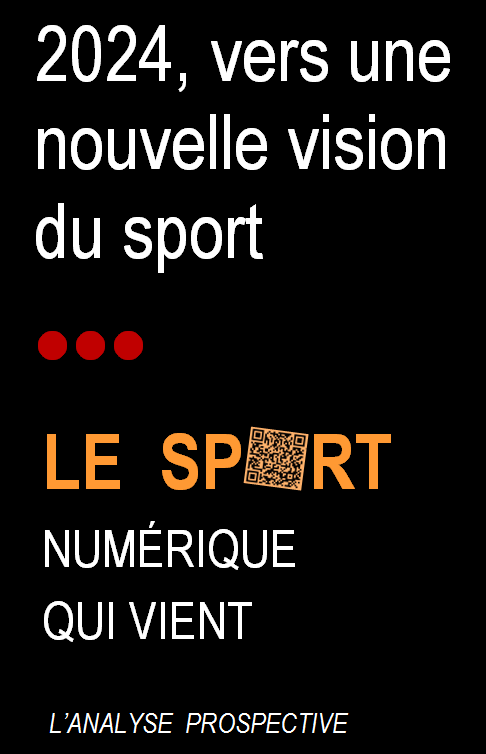 2024, vers une
nouvelle vision
du sport
LE SP RT
NUMÉRIQUE
QUI VIENT
L’ANALYSE PROSPECTIVE